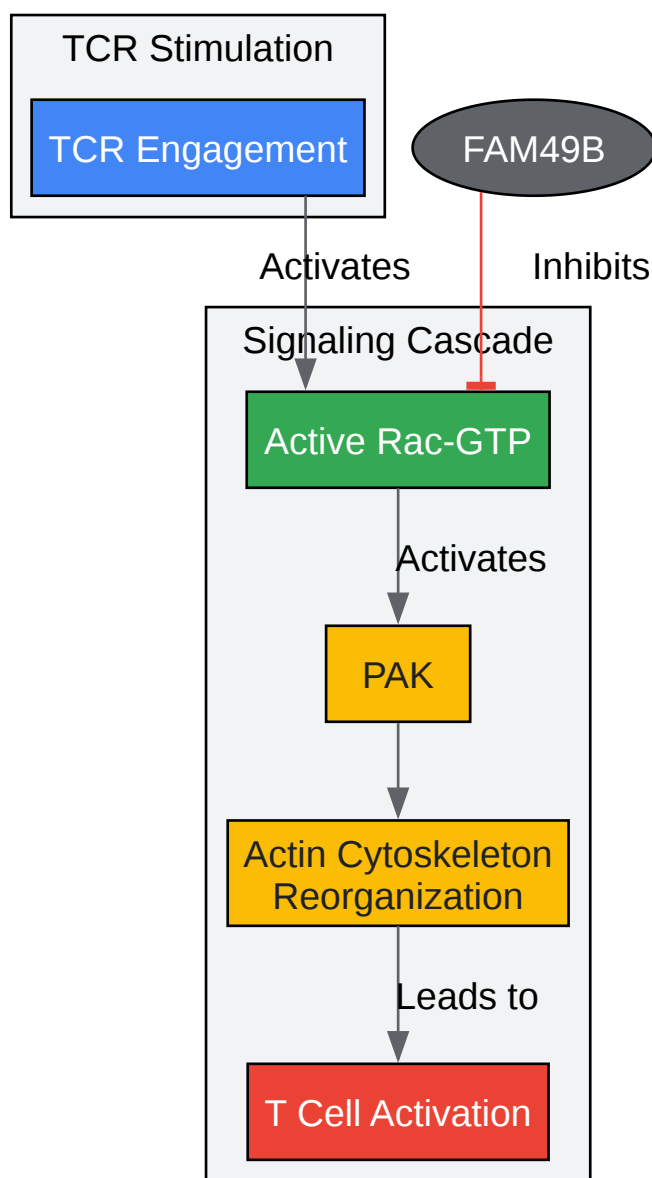 TCR Stimulation
TCR Engagement
FAM49B
Activates
Inhibits
Signaling Cascade
Active Rac-GTP
Activates
PAK
Actin Cytoskeleton
Reorganization
Leads to
T Cell Activation